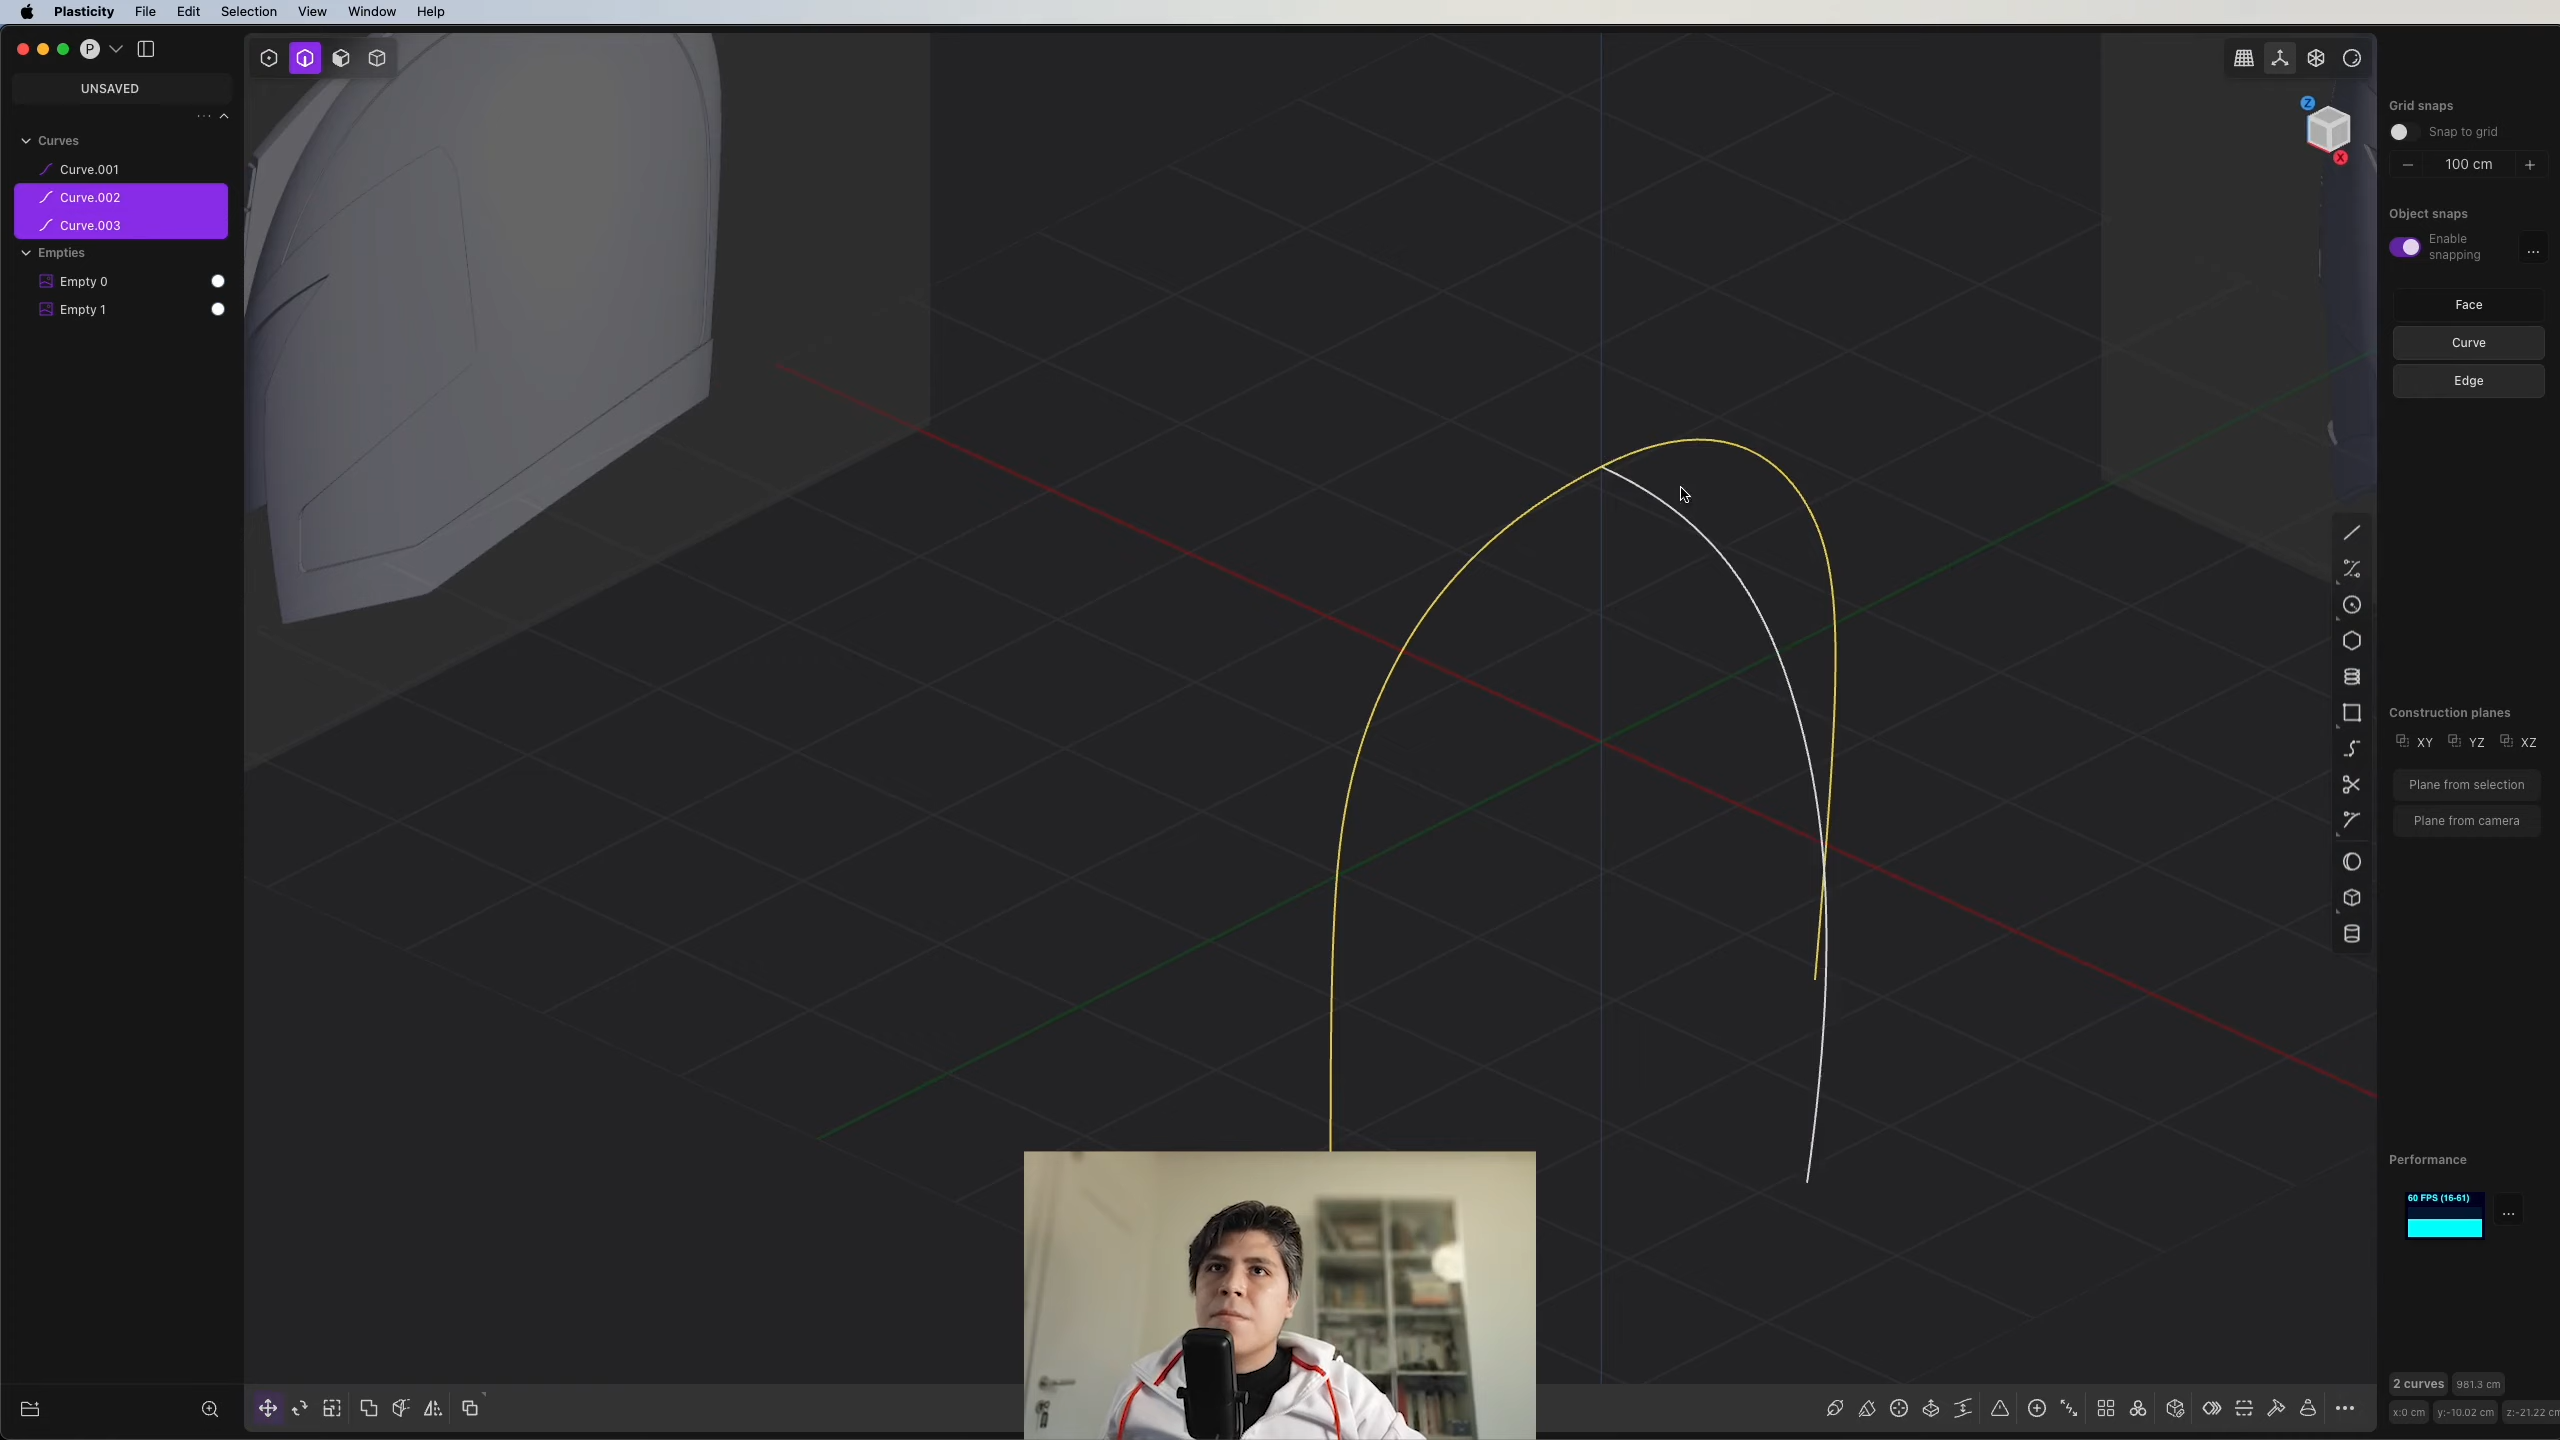 Plasticity File Edit Selection View Window Help
P
UNSAVED
Curves
Curve.001
Curve.002
Curve.003
Empties
Empty 0
Empty 1
Z
X
Grid snaps
Snap to grid
100 cm
Object snaps
Enable
snapping
Face
Curve
Edge
Construction planes
XY YZ XZ
Plane from selection
Plane from camera
Performance
60 FPS (16-61)
2 curves 981.3 cm
x:0 cm y:-10.02 cm z:-21.22 cm